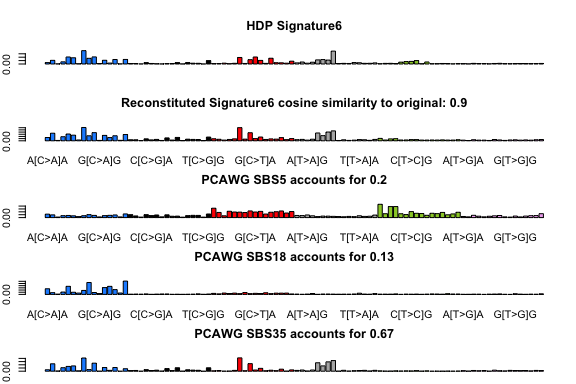 HDP Signature6
0.00
Reconstituted Signature6 cosine similarity to original: 0.9
0.00
A[C>A]A G[C>A]G C[C>G]A T[C>G]G G[C>T]A A[T>A]G T[T>A]A C[T>C]G A[T>G]A G[T>G]G
PCAWG SBS5 accounts for 0.2
0.00
A[C>A]A G[C>A]G C[C>G]A T[C>G]G G[C>T]A A[T>A]G T[T>A]A C[T>C]G A[T>G]A G[T>G]G
PCAWG SBS18 accounts for 0.13
0.00
A[C>A]A G[C>A]G C[C>G]A T[C>G]G G[C>T]A A[T>A]G T[T>A]A C[T>C]G A[T>G]A G[T>G]G
PCAWG SBS35 accounts for 0.67
0.00